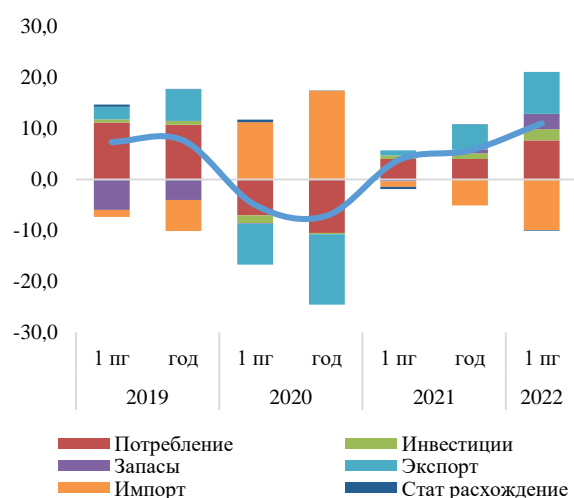 30,0
20,0
10,0
0,0
-10,0
-20,0
-30,0
1 пг год 1 пг год 1 пг год 1 пг
2019 2020 2021 2022
Потребление Инвестиции
Запасы Экспорт
Импорт Стат расхождение